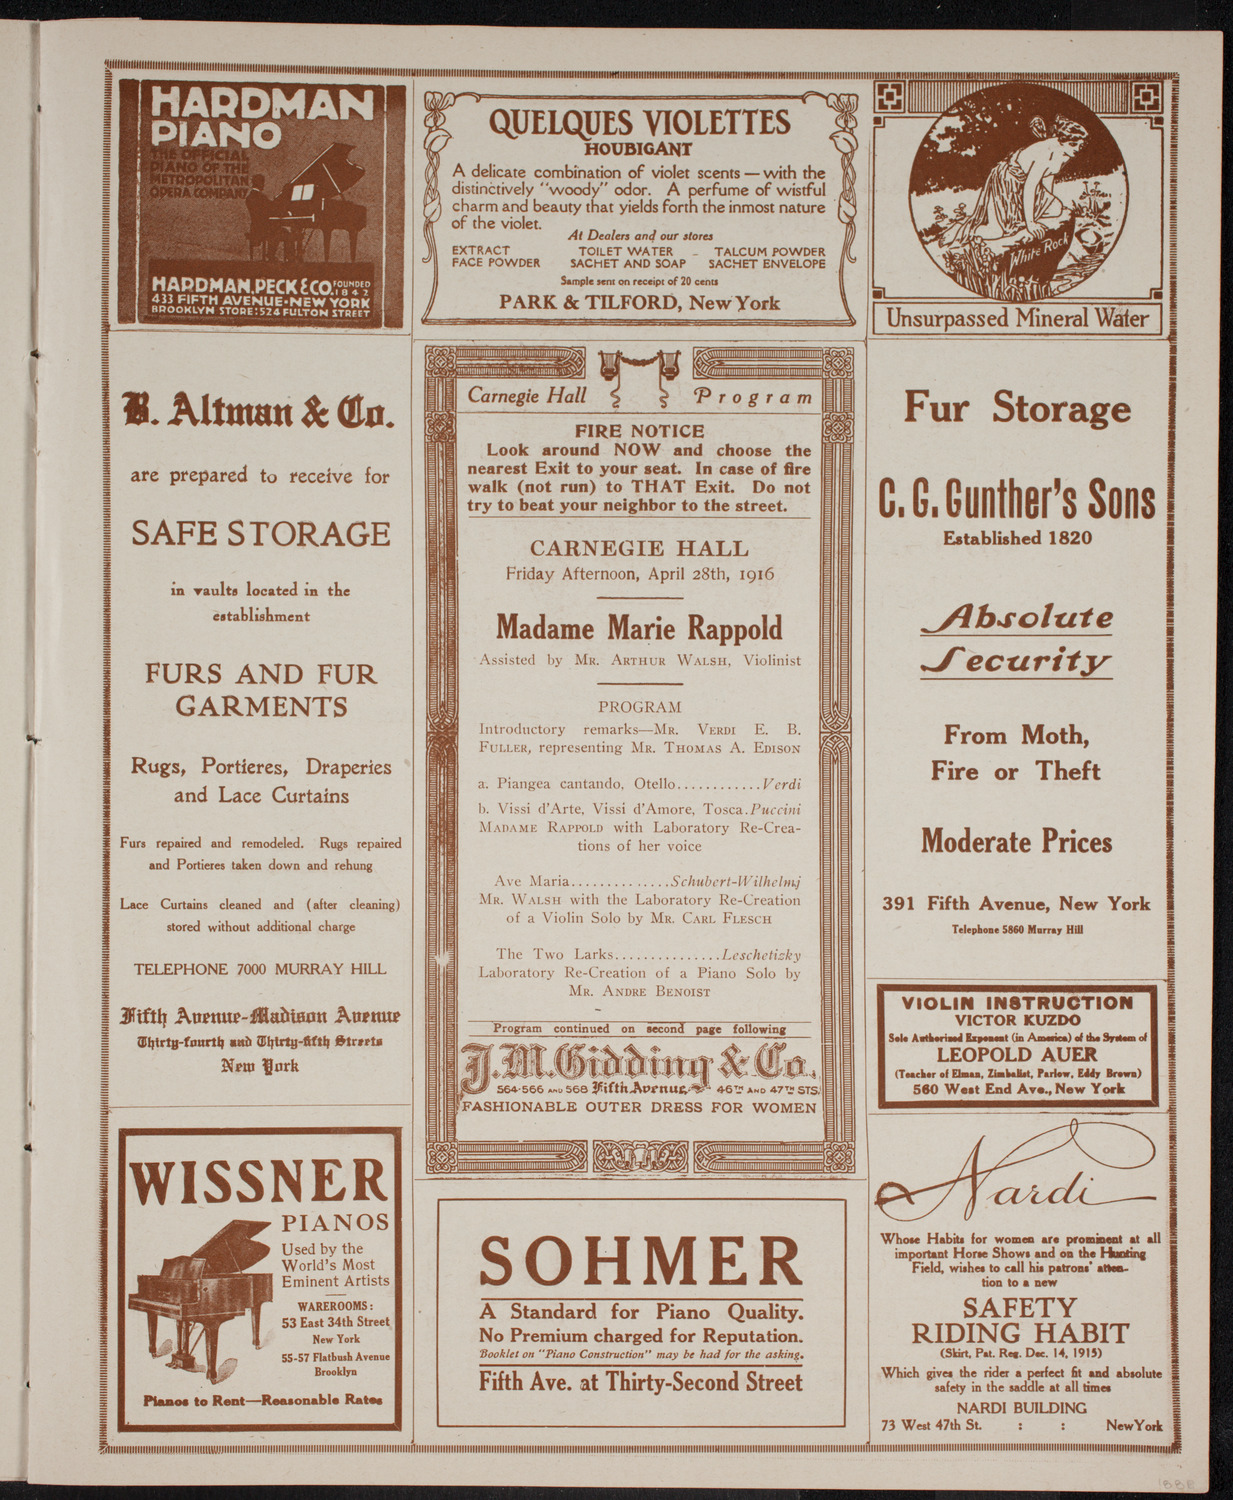 HARDMAN
PIANO
THE OFFICIAL
PIANO OF THE
METROPOLITAN
OPERA COMPANY
HARDMAN, PECK & CO. FOUNDED 1842
433 FIFTH AVENUE · NEW YORK
BROOKLYN STORE: 524 FULTON STREET
QUELQUES VIOLETTES
HOUBIGANT
A delicate combination of violet scents — with the
distinctively "woody" odor. A perfume of wistful
charm and beauty that yields forth the inmost nature
of the violet.
At Dealers and our stores
EXTRACT TOILET WATER - TALCUM POWDER
FACE POWDER SACHET AND SOAP SACHET ENVELOPE
Sample sent on receipt of 20 cents
PARK & TILFORD, New York
White Rock
Unsurpassed Mineral Water
B. Altman & Co.
are prepared to receive for
SAFE STORAGE
in vaults located in the
establishment
FURS AND FUR
GARMENTS
Rugs, Portieres, Draperies
and Lace Curtains
Furs repaired and remodeled. Rugs repaired
and Portieres taken down and rehung
Lace Curtains cleaned and (after cleaning)
stored without additional charge
TELEPHONE 7000 MURRAY HILL
Fifth Avenue-Madison Avenue
Thirty-fourth and Thirty-fifth Streets
New York
WISSNER
PIANOS
Used by the
World's Most
Eminent Artists
WAREROOMS:
53 East 34th Street
New York
55-57 Flatbush Avenue
Brooklyn
Pianos to Rent—Reasonable Rates
Carnegie Hall Program
FIRE NOTICE
Look around NOW and choose the
nearest Exit to your seat. In case of fire
walk (not run) to THAT Exit. Do not
try to beat your neighbor to the street.
CARNEGIE HALL
Friday Afternoon, April 28th, 1916
Madame Marie Rappold
Assisted by MR. ARTHUR WALSH, Violinist
PROGRAM
Introductory remarks—MR. VERDI E. B.
FULLER, representing MR. THOMAS A. EDISON
a. Piangea cantando, Otello............Verdi
b. Vissi d'Arte, Vissi d'Amore, Tosca.Puccini
MADAME RAPPOLD with Laboratory Re-Crea-
tions of her voice
Ave Maria..............Schubert-Wilhelmj
MR. WALSH with the Laboratory Re-Creation
of a Violin Solo by MR. CARL FLESCH
The Two Larks...............Leschetizky
Laboratory Re-Creation of a Piano Solo by
MR. ANDRE BENOIST
Program continued on second page following
J. M. Gidding & Co.
564-566 AND 568 Fifth Avenue 46TH AND 47TH STS.
FASHIONABLE OUTER DRESS FOR WOMEN
SOHMER
A Standard for Piano Quality.
No Premium charged for Reputation.
Booklet on "Piano Construction" may be had for the asking.
Fifth Ave. at Thirty-Second Street
Fur Storage
C. G. Gunther's Sons
Established 1820
Absolute
Security
From Moth,
Fire or Theft
Moderate Prices
391 Fifth Avenue, New York
Telephone 5860 Murray Hill
VIOLIN INSTRUCTION
VICTOR KUZDO
Sole Authorized Exponent (in America) of the System of
LEOPOLD AUER
(Teacher of Elman, Zimbalist, Parlow, Eddy Brown)
560 West End Ave., New York
Nardi
Whose Habits for women are prominent at all
important Horse Shows and on the Hunting
Field, wishes to call his patrons' atten-
tion to a new
SAFETY
RIDING HABIT
(Skirt, Pat. Reg. Dec. 14, 1915)
Which gives the rider a perfect fit and absolute
safety in the saddle at all times
NARDI BUILDING
73 West 47th St. : : New York
1888